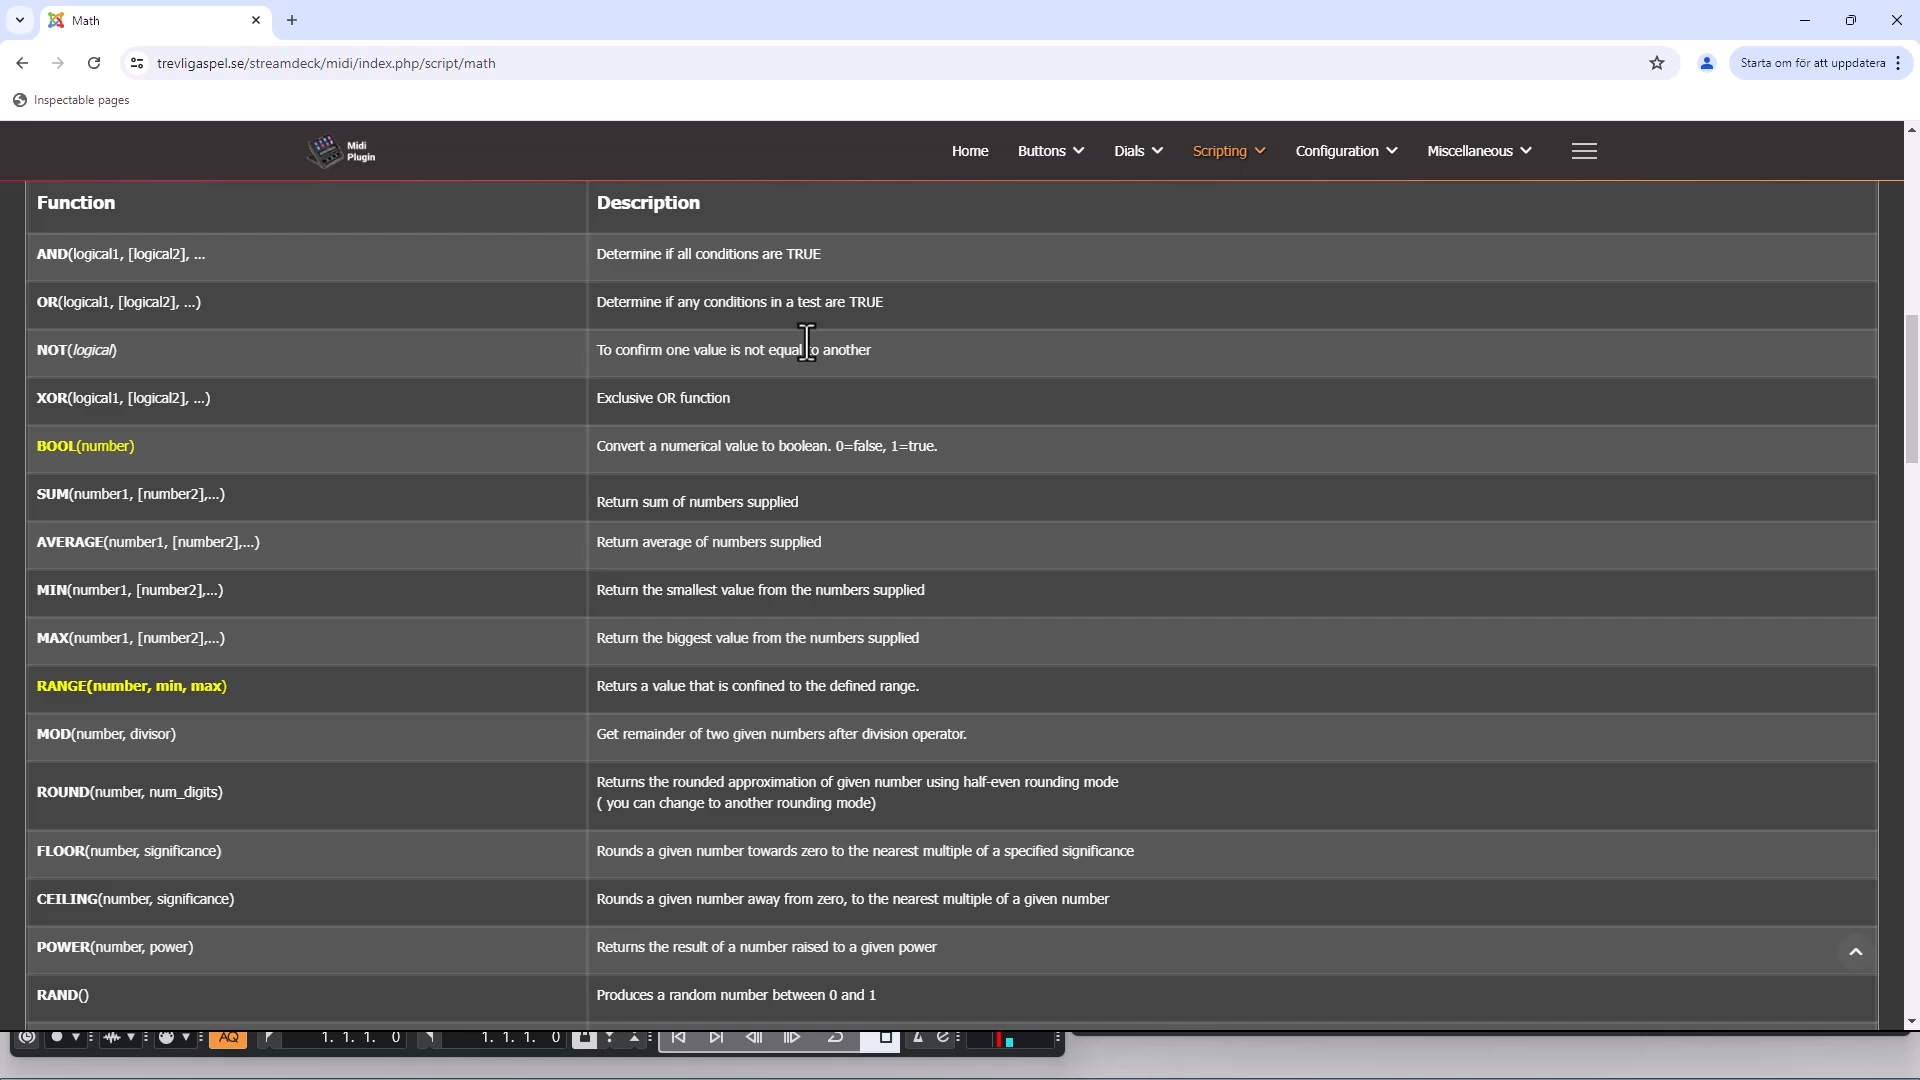 Math
trevligaspel.se/streamdeck/midi/index.php/script/math
Starta om för att uppdatera
Inspectable pages
Midi
Plugin
Home
Buttons
Dials
Scripting
Configuration
Miscellaneous
Function Description
AND(logical1, [logical2], ... Determine if all conditions are TRUE
OR(logical1, [logical2], ...) Determine if any conditions in a test are TRUE
NOT(logical) To confirm one value is not equal to another
XOR(logical1, [logical2], ...) Exclusive OR function
BOOL(number) Convert a numerical value to boolean. 0=false, 1=true.
SUM(number1, [number2],...) Return sum of numbers supplied
AVERAGE(number1, [number2],...) Return average of numbers supplied
MIN(number1, [number2],...) Return the smallest value from the numbers supplied
MAX(number1, [number2],...) Return the biggest value from the numbers supplied
RANGE(number, min, max) Returs a value that is confined to the defined range.
MOD(number, divisor) Get remainder of two given numbers after division operator.
ROUND(number, num_digits) Returns the rounded approximation of given number using half-even rounding mode
( you can change to another rounding mode)
FLOOR(number, significance) Rounds a given number towards zero to the nearest multiple of a specified significance
CEILING(number, significance) Rounds a given number away from zero, to the nearest multiple of a given number
POWER(number, power) Returns the result of a number raised to a given power
RAND() Produces a random number between 0 and 1
AQ 1. 1. 1. 0 1. 1. 1. 0